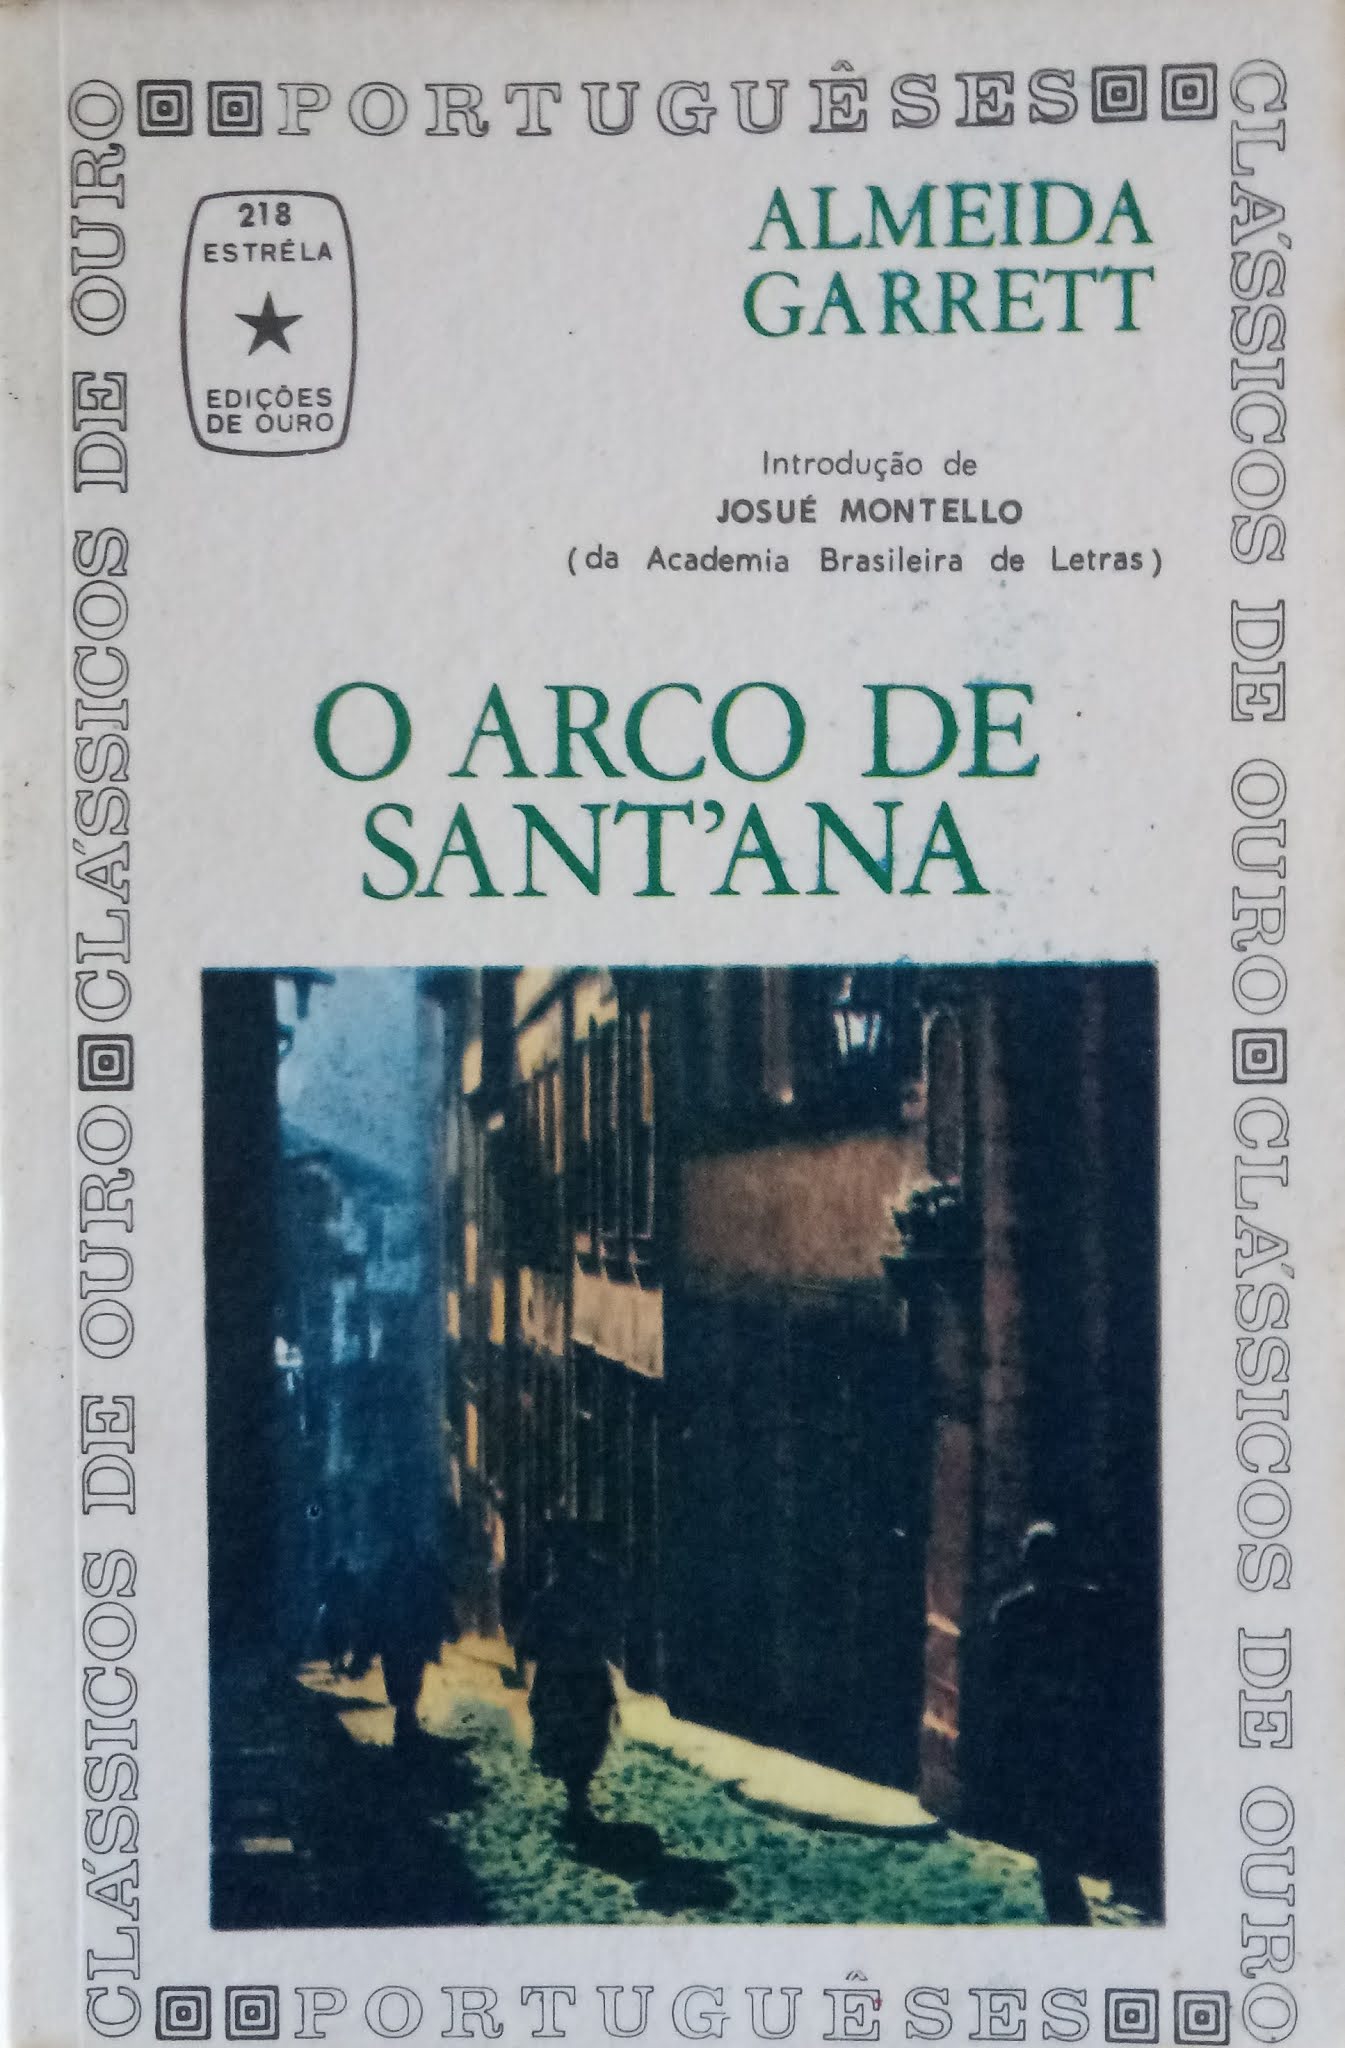 PORTUGUÊSES
CLÁSSICOS DE OURO CLÁSSICOS DE OURO
CLÁSSICOS DE OURO CLÁSSICOS DE OURO
218
ESTRÊLA
EDIÇÕES
DE OURO
ALMEIDA
GARRETT
Introdução de
JOSUÉ MONTELLO
(da Academia Brasileira de Letras)
O ARCO DE
SANT'ANA
PORTUGUÊSES